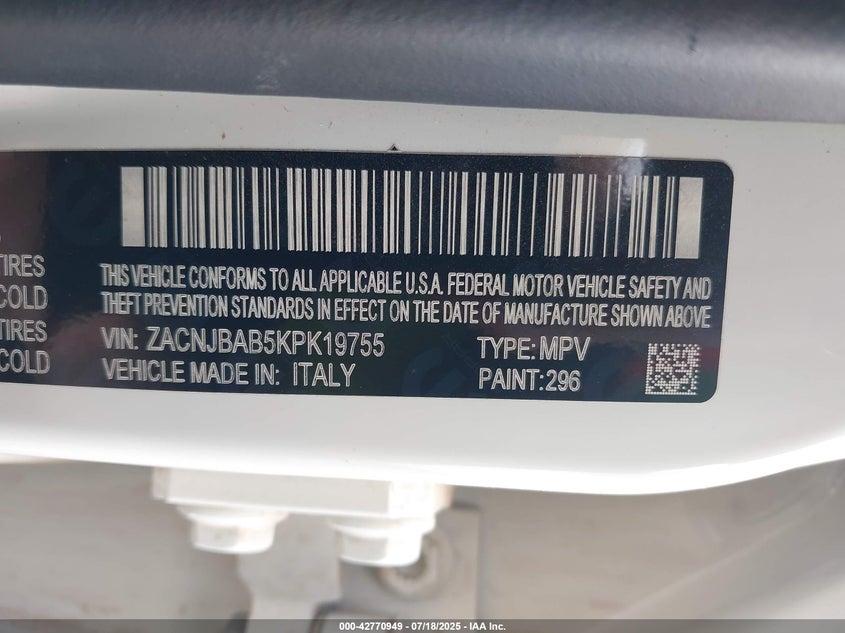 THIS VEHICLE CONFORMS TO ALL APPLICABLE U.S.A. FEDERAL MOTOR VEHICLE SAFETY AND
THEFT PREVENTION STANDARDS IN EFFECT ON THE DATE OF MANUFACTURE SHOWN ABOVE
TIRES
COLD
TIRES
COLD
VIN: ZACNJBAB5KPK19755 TYPE: MPV
VEHICLE MADE IN: ITALY PAINT: 296
000-42770949 - 07/18/2025 - IAA Inc.